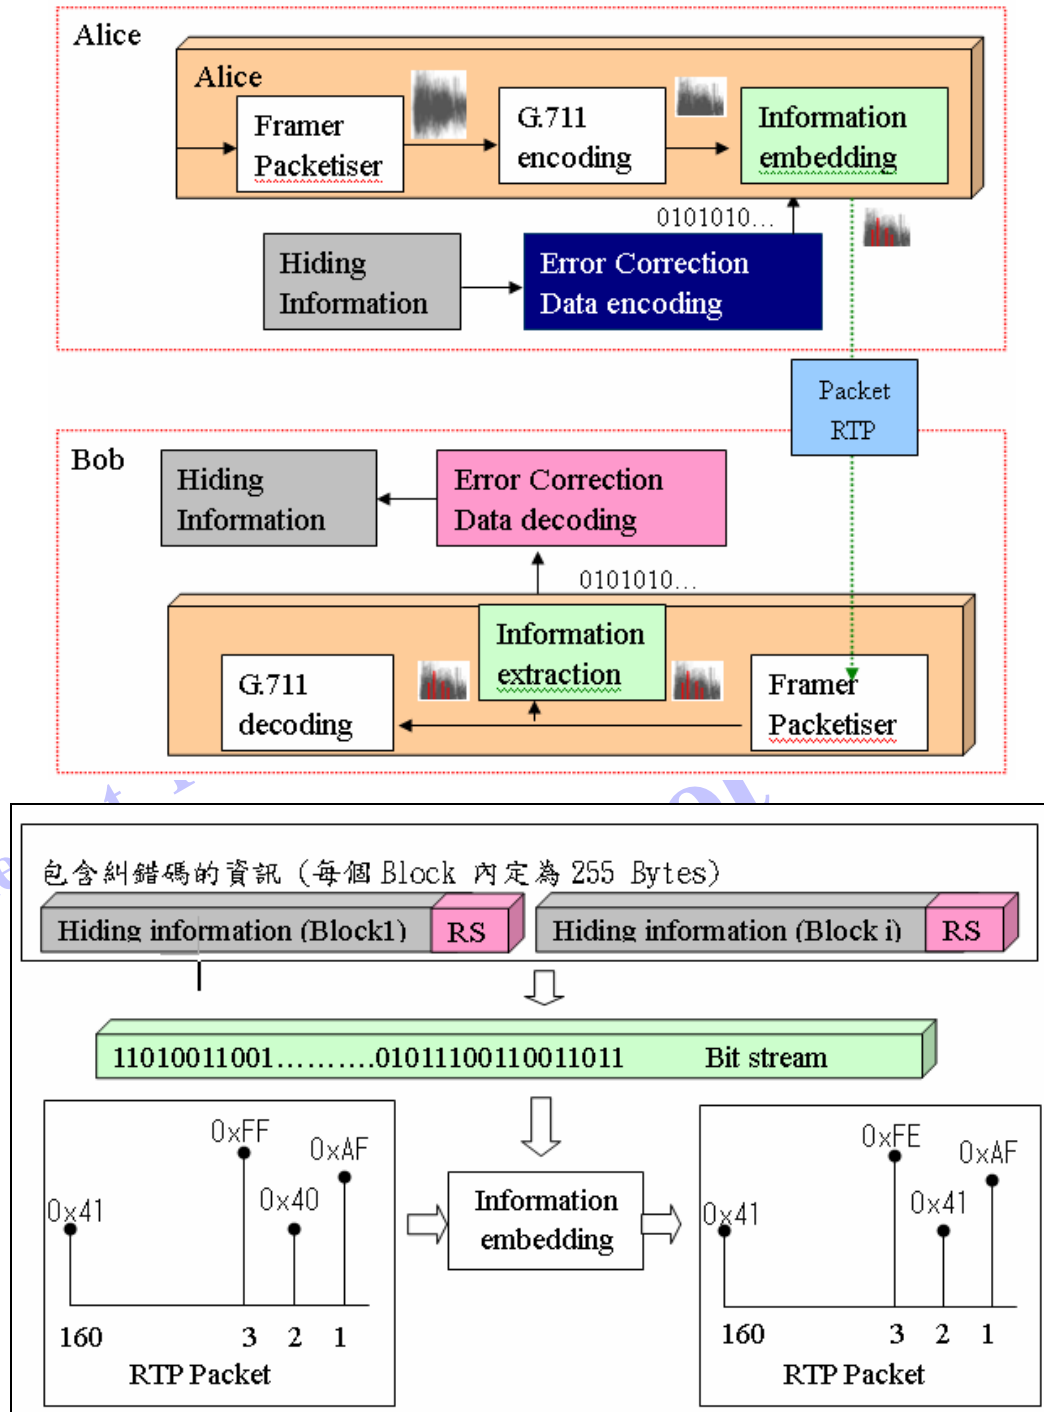 Alice
Alice
Framer
Packetiser
G.711
encoding
Information
embedding
0101010...
Hiding
Information
Error Correction
Data encoding
Packet
RTP
Bob
Hiding
Information
Error Correction
Data decoding
0101010...
Information
extraction
G.711
decoding
Framer
Packetiser
包含糾錯碼的資訊 (每個 Block 內定為 255 Bytes)
Hiding information (Block1)
RS
Hiding information (Block i)
RS
11010011001..........01011100110011011
Bit stream
0xFF
0xAF
0x40
0x41
160 3 2 1
RTP Packet
Information
embedding
0xFE
0xAF
0x41
0x41
160 3 2 1
RTP Packet